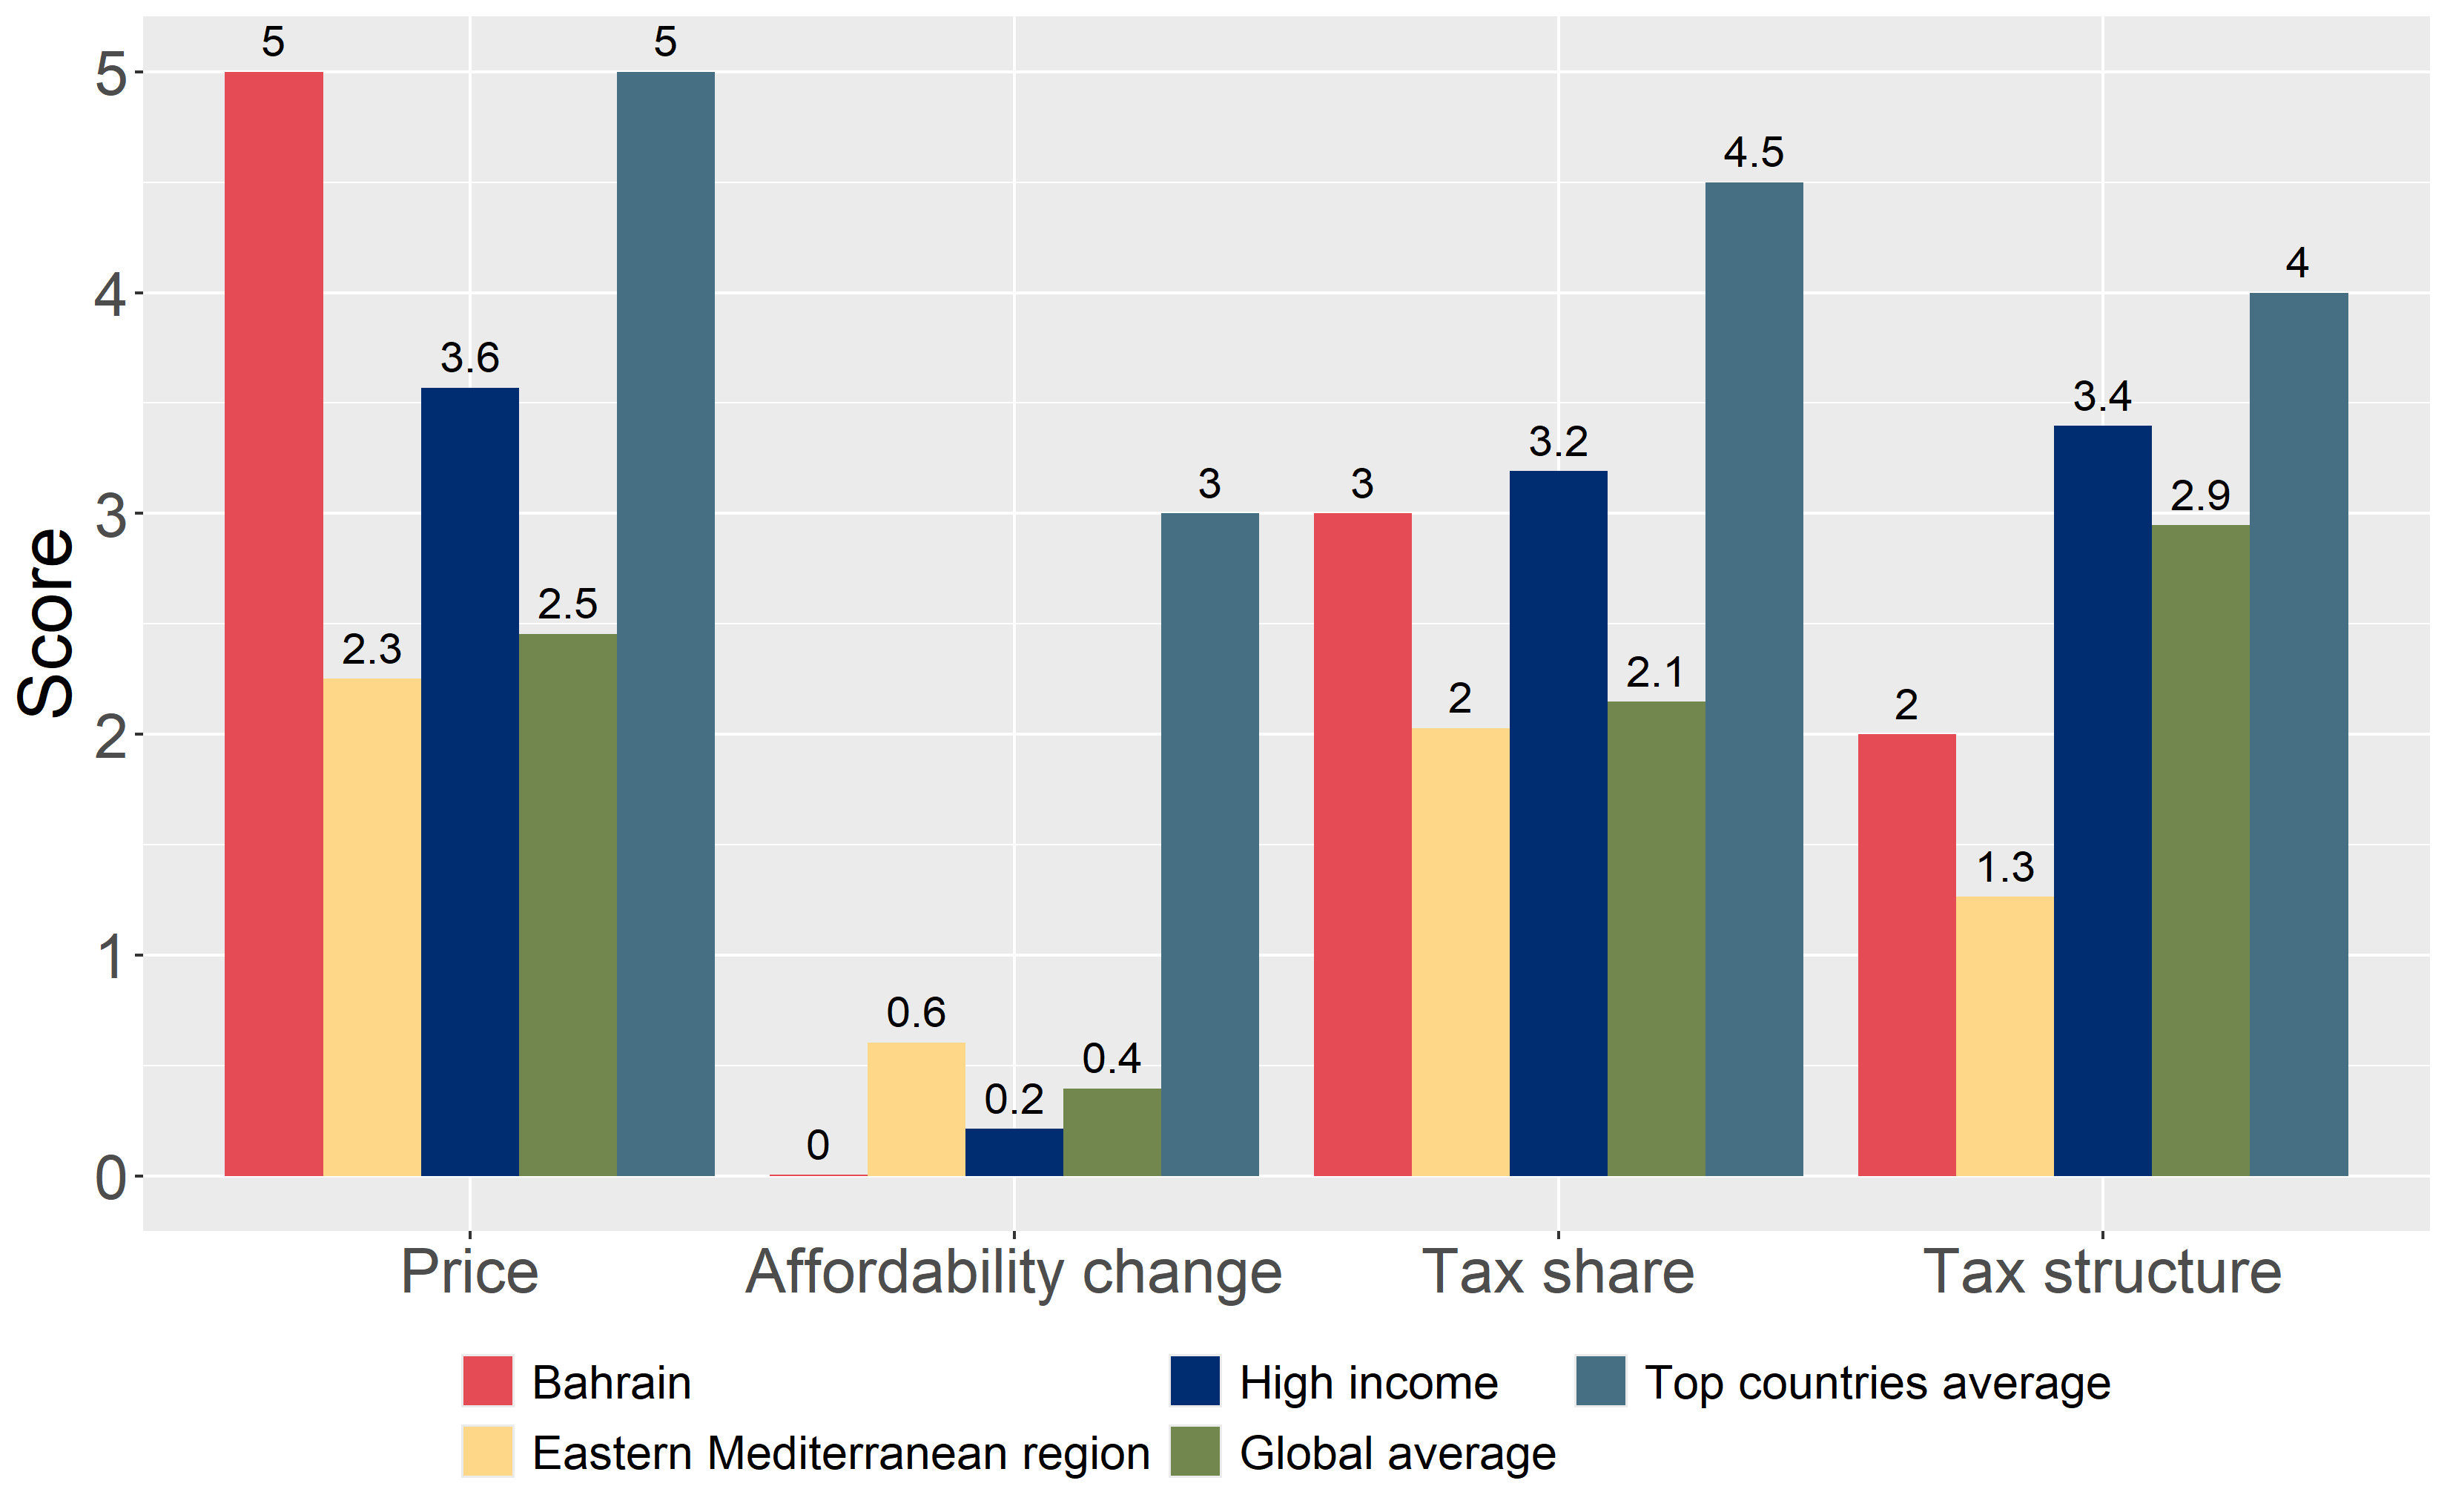 Score
5
4
3
2
1
0
5
2.3
3.6
2.5
5
0
0.6
0.2
0.4
3
3
2
3.2
2.1
4.5
2
1.3
3.4
2.9
4
Price
Affordability change
Tax share
Tax structure
Bahrain
High income
Top countries average
Eastern Mediterranean region
Global average